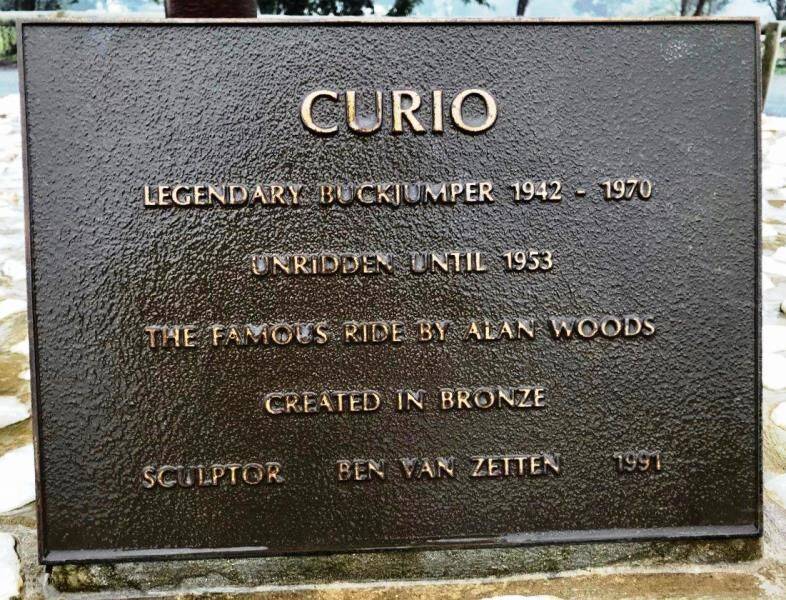 CURIO
LEGENDARY BUCKJUMPER 1942 - 1970
UNRIDDEN UNTIL 1953
THE FAMOUS RIDE BY ALAN WOODS
CREATED IN BRONZE
SCULPTOR BEN VAN ZETTEN 1991